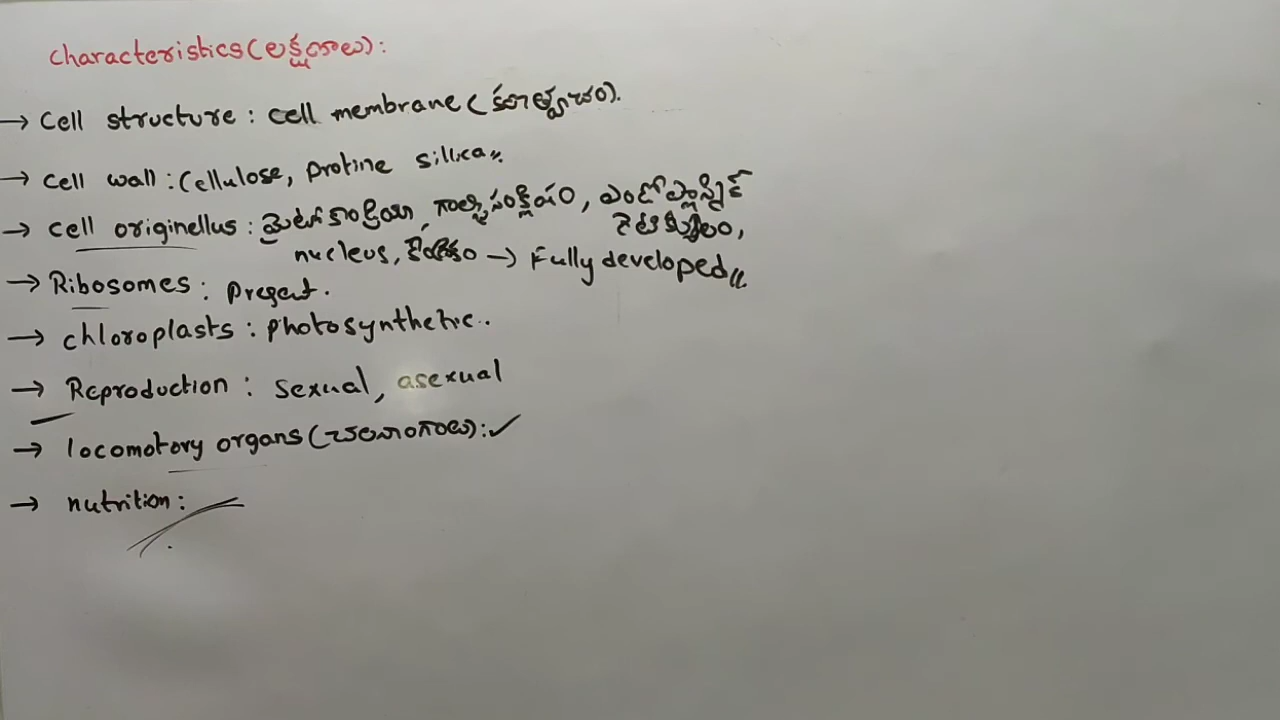 characteristics(లక్షణాలు):
→ Cell structure: cell membrane (కణత్వచం).
→ cell wall: cellulose, protine sillica,,
→ cell originellus: మైటోకాండ్రియా, గాల్జి సంక్లిష్టం, ఎండోప్లాస్మిక్
రెటిక్యులం,
nucleus, కేంద్రకం → Fully developed,,
→ Ribosomes: present.
→ chloroplasts: photosynthetic.
→ Reproduction: sexual, asexual
→ locomotory organs(చలనాంగాలు):✓
→ nutrition: